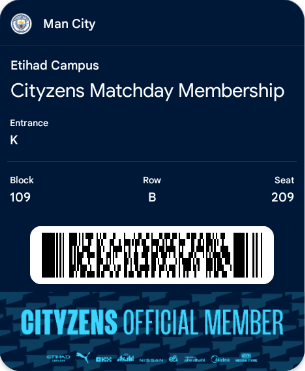 Man City
Etihad Campus
Cityzens Matchday Membership
Entrance
K
Block Row Seat
109 B 209
CITYZENS OFFICIAL MEMBER
ETIHAD OKX NISSAN